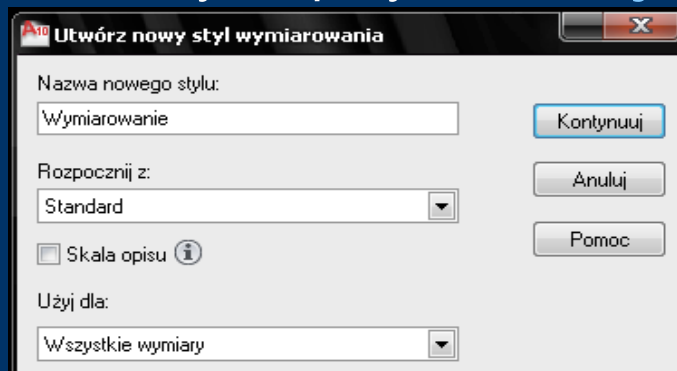 A10 Utwórz nowy styl wymiarowania
Nazwa nowego stylu:
Wymiarowanie
Kontynuuj
Rozpocznij z:
Anuluj
Standard
Pomoc
Skala opisu
Użyj dla:
Wszystkie wymiary